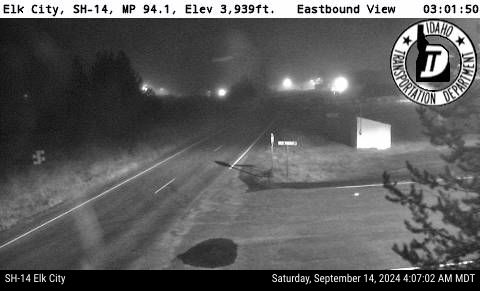 Elk City, SH-14, MP 94.1, Elev 3,939ft. Eastbound View 03:01:50
IDAHO
TRANSPORTATION DEPARTMENT
SH-14 Elk City Saturday, September 14, 2024 4:07:02 AM MDT